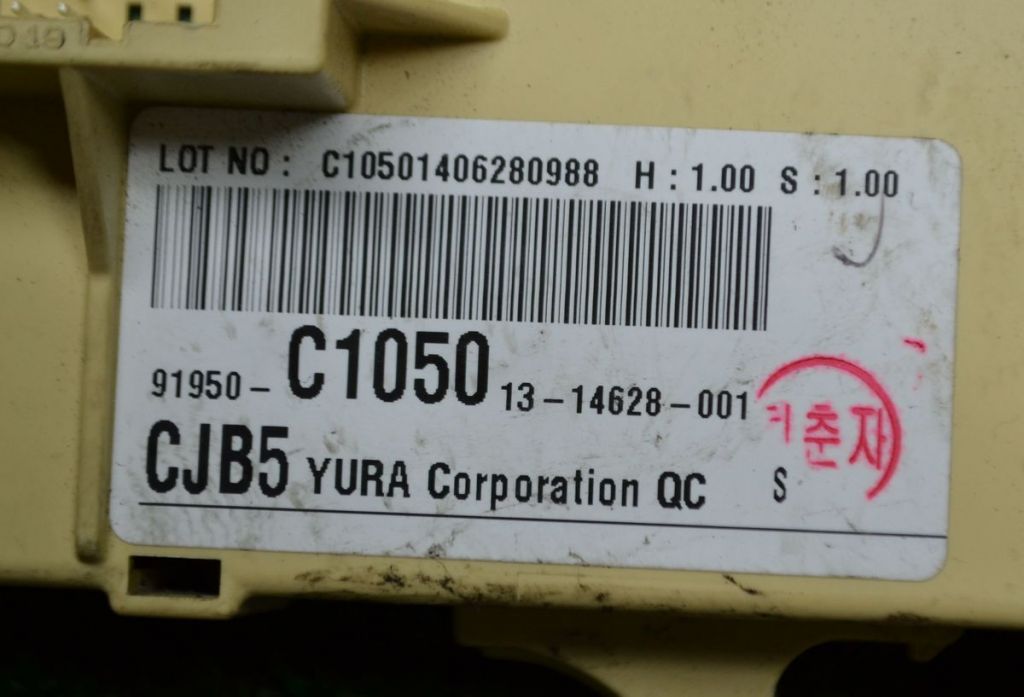 LOT NO : C10501406280988 H : 1.00 S : 1.00
91950 - C1050 13-14628-001
춘자
CJB5 YURA Corporation QC S